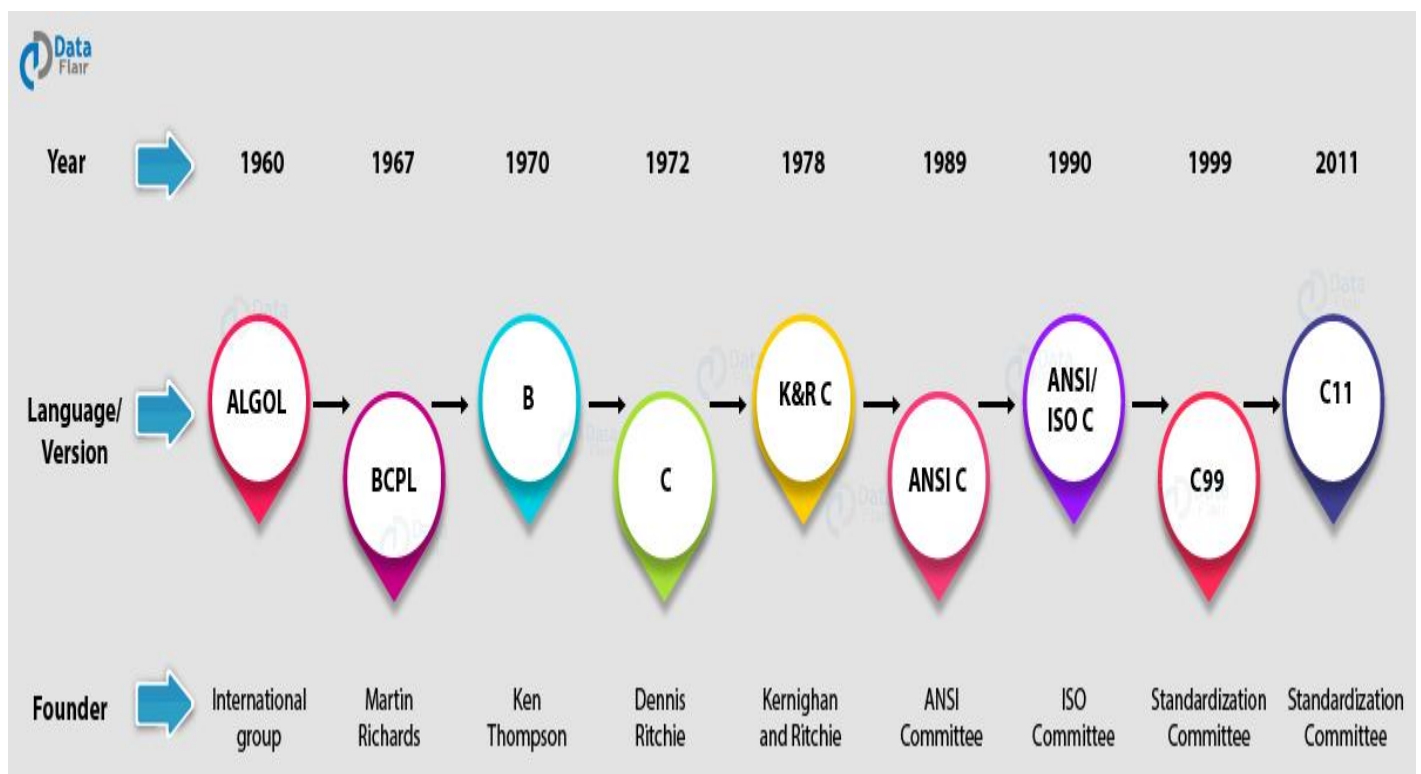 Data
Flair
Year
1960
1967
1970
1972
1978
1989
1990
1999
2011
Language/
Version
ALGOL
BCPL
B
C
K&R C
ANSI C
ANSI/
ISO C
C99
C11
Founder
International
group
Martin
Richards
Ken
Thompson
Dennis
Ritchie
Kernighan
and Ritchie
ANSI
Committee
ISO
Committee
Standardization
Committee
Standardization
Committee